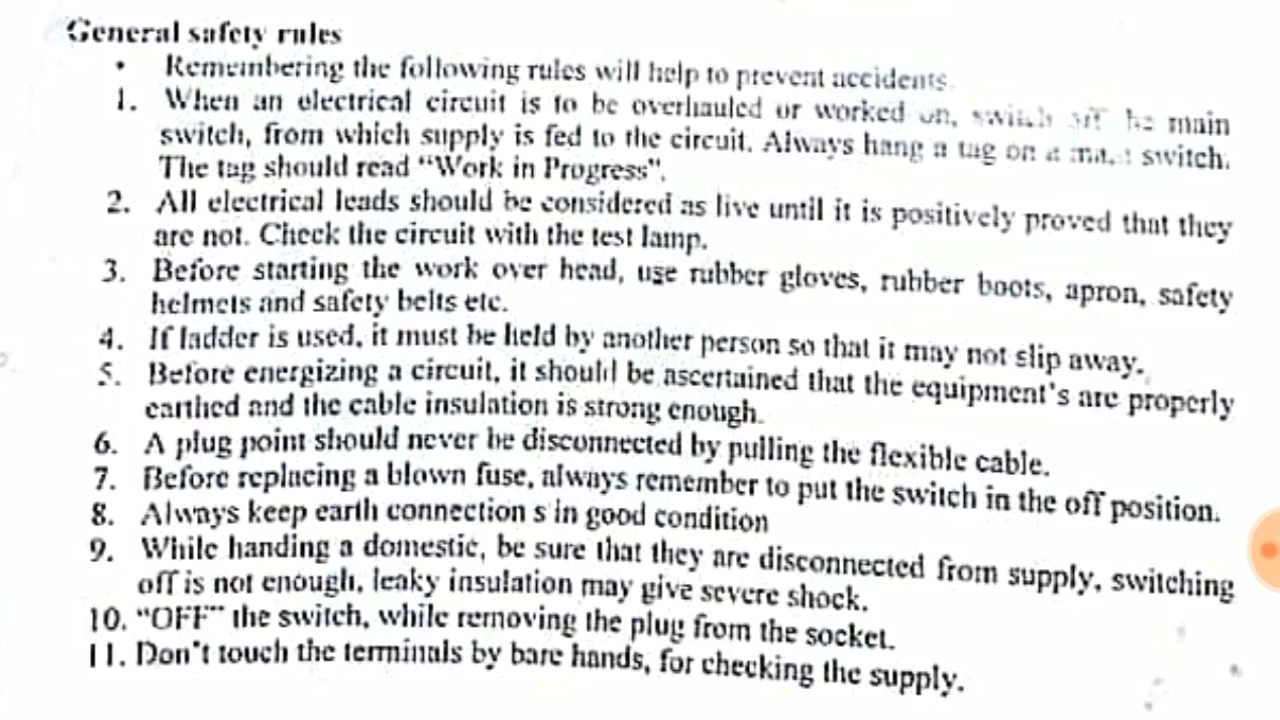 General safety rules
• Remembering the following rules will help to prevent accidents.
1. When an electrical circuit is to be overhauled or worked on, switch off he main
switch, from which supply is fed to the circuit. Always hang a tag on a switch.
The tag should read “Work in Progress”.
2. All electrical leads should be considered as live until it is positively proved that they
are not. Check the circuit with the test lamp.
3. Before starting the work over head, use rubber gloves, rubber boots, apron, safety
helmets and safety belts etc.
4. If ladder is used, it must be held by another person so that it may not slip away.
5. Before energizing a circuit, it should be ascertained that the equipment's are properly
earthed and the cable insulation is strong enough.
6. A plug point should never be disconnected by pulling the flexible cable.
7. Before replacing a blown fuse, always remember to put the switch in the off position.
8. Always keep earth connection s in good condition
9. While handing a domestic, be sure that they are disconnected from supply, switching
off is not enough, leaky insulation may give severe shock.
10. “OFF” the switch, while removing the plug from the socket.
11. Don't touch the terminals by bare hands, for checking the supply.